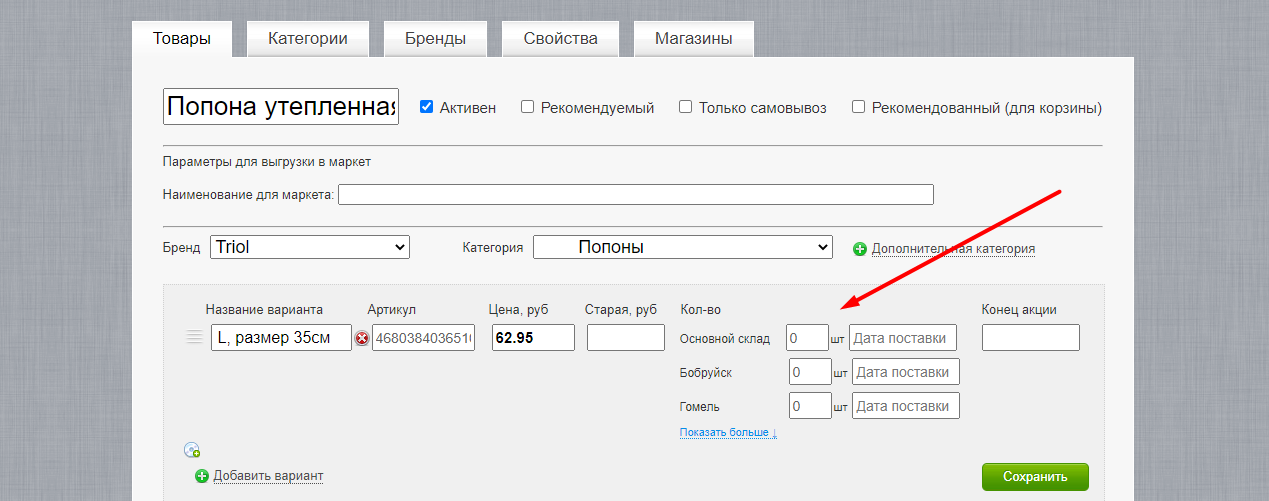 Товары Категории Бренды Свойства Магазины
Попона утепленная Активен Рекомендуемый Только самовывоз Рекомендованный (для корзины)
Параметры для выгрузки в маркет
Наименование для маркета:
Бренд Triol Категория Попоны Дополнительная категория
Название варианта Артикул Цена, руб Старая, руб Кол-во Конец акции
L, размер 35см 4680384036510 62.95 Основной склад 0 шт Дата поставки
Бобруйск 0 шт Дата поставки
Гомель 0 шт Дата поставки
Показать больше ↓
Добавить вариант Сохранить